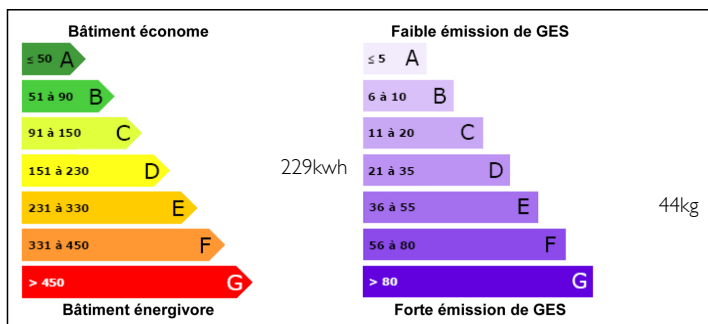 Bâtiment économe
≤ 50 A
51 à 90 B
91 à 150 C
151 à 230 D
229kwh
231 à 330 E
331 à 450 F
> 450 G
Bâtiment énergivore
Faible émission de GES
≤ 5 A
6 à 10 B
11 à 20 C
21 à 35 D
36 à 55 E
44kg
56 à 80 F
> 80 G
Forte émission de GES